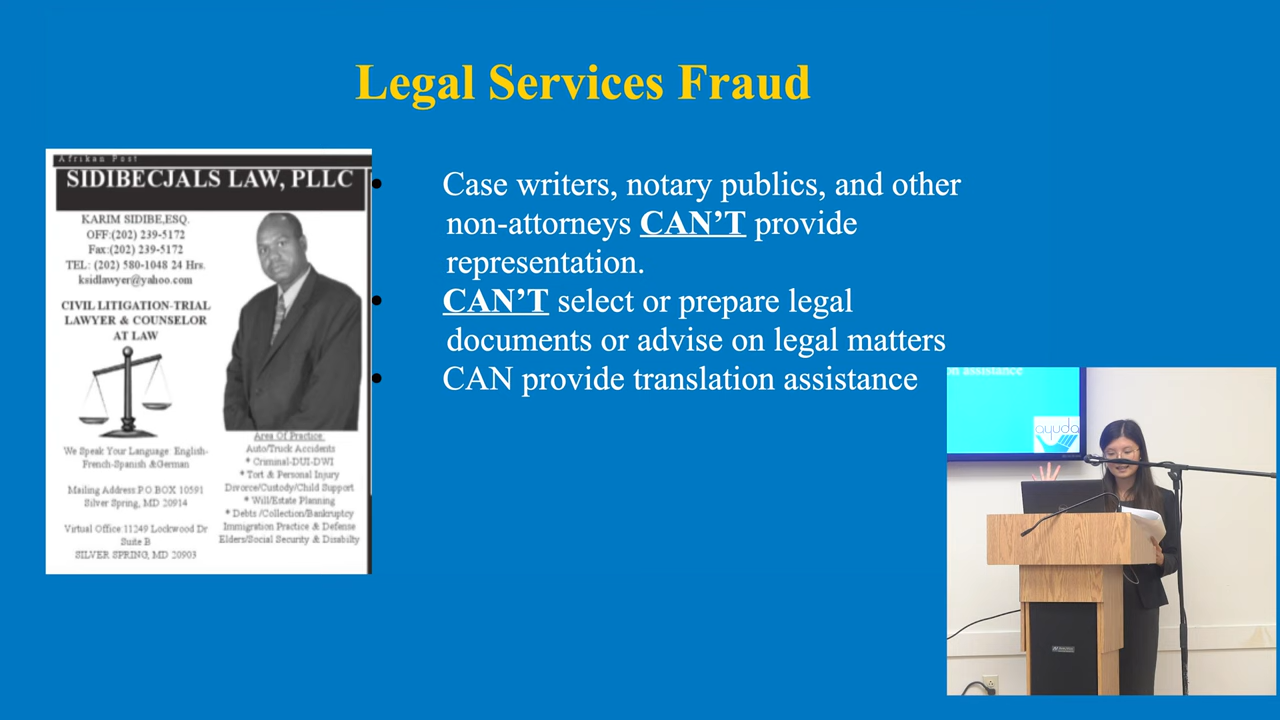 Legal Services Fraud
Afrikan Post
SIDIBECJALS LAW, PLLC
KARIM SIDIBE,ESQ.
OFF:(202) 239-5172
Fax:(202) 239-5172
TEL: (202) 580-1048 24 Hrs.
ksidlawyer@yahoo.com
CIVIL LITIGATION-TRIAL
LAWYER & COUNSELOR
AT LAW
We Speak Your Language English-
French-Spanish &German
Mailing Address:P.O BOX 10591
Silver Spring, MD 20914
Virtual Office:11249 Lockwood Dr
Suite B
SILVER SPRING, MD 20903
Area Of Practice:
Auto/Truck Accidents
* Criminal-DUI-DWI
* Tort & Personal Injury
Divorce/Custody/Child Support
* Will/Estate Planning
* Debts /Collection/Bankruptcy
Immigration Practice & Defense
Elders/Social Security & Disabilty
• Case writers, notary publics, and other
non-attorneys CAN’T provide
representation.
• CAN’T select or prepare legal
documents or advise on legal matters
• CAN provide translation assistance
on assistance
ayuda